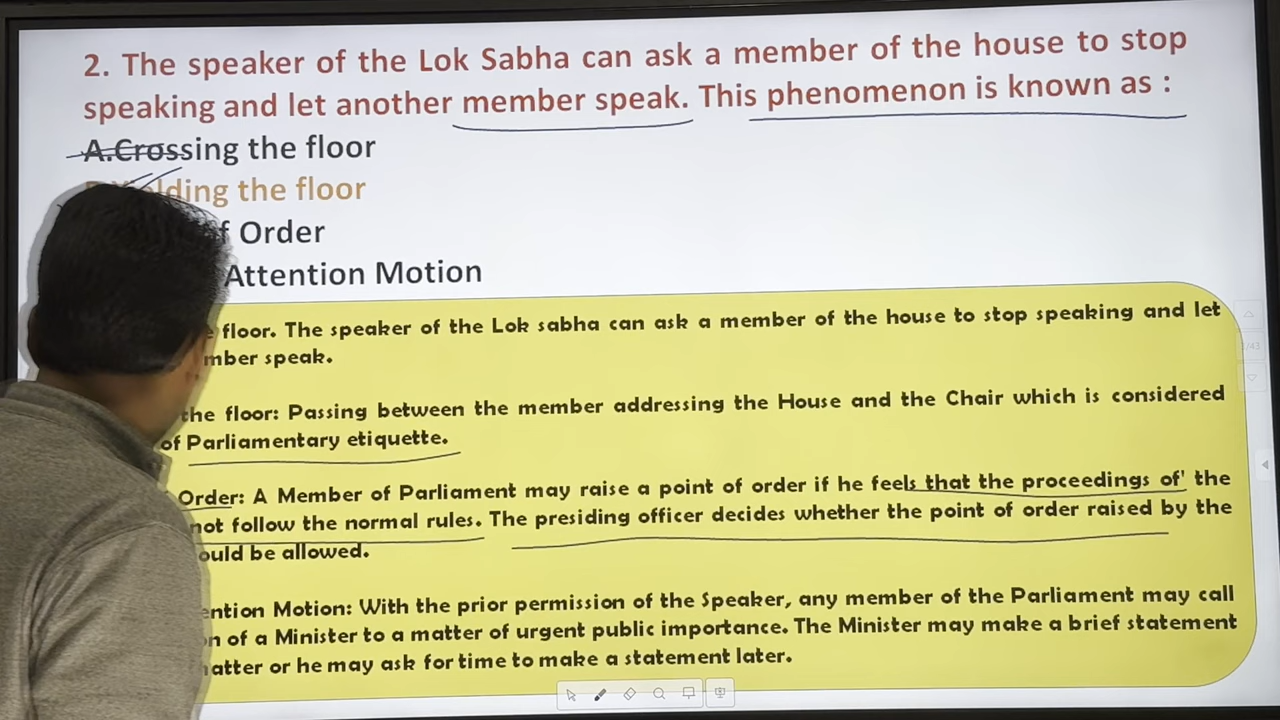 2. The speaker of the Lok Sabha can ask a member of the house to stop
speaking and let another member speak. This phenomenon is known as :
A.Crossing the floor
the floor
Order
Attention Motion
floor. The speaker of the Lok sabha can ask a member of the house to stop speaking and let
speak.
the floor: Passing between the member addressing the House and the Chair which is considered
of Parliamentary etiquette.
Order: A Member of Parliament may raise a point of order if he feels that the proceedings of' the
not follow the normal rules. The presiding officer decides whether the point of order raised by the
be allowed.
Motion: With the prior permission of the Speaker, any member of the Parliament may call
of a Minister to a matter of urgent public importance. The Minister may make a brief statement
or he may ask for time to make a statement later.